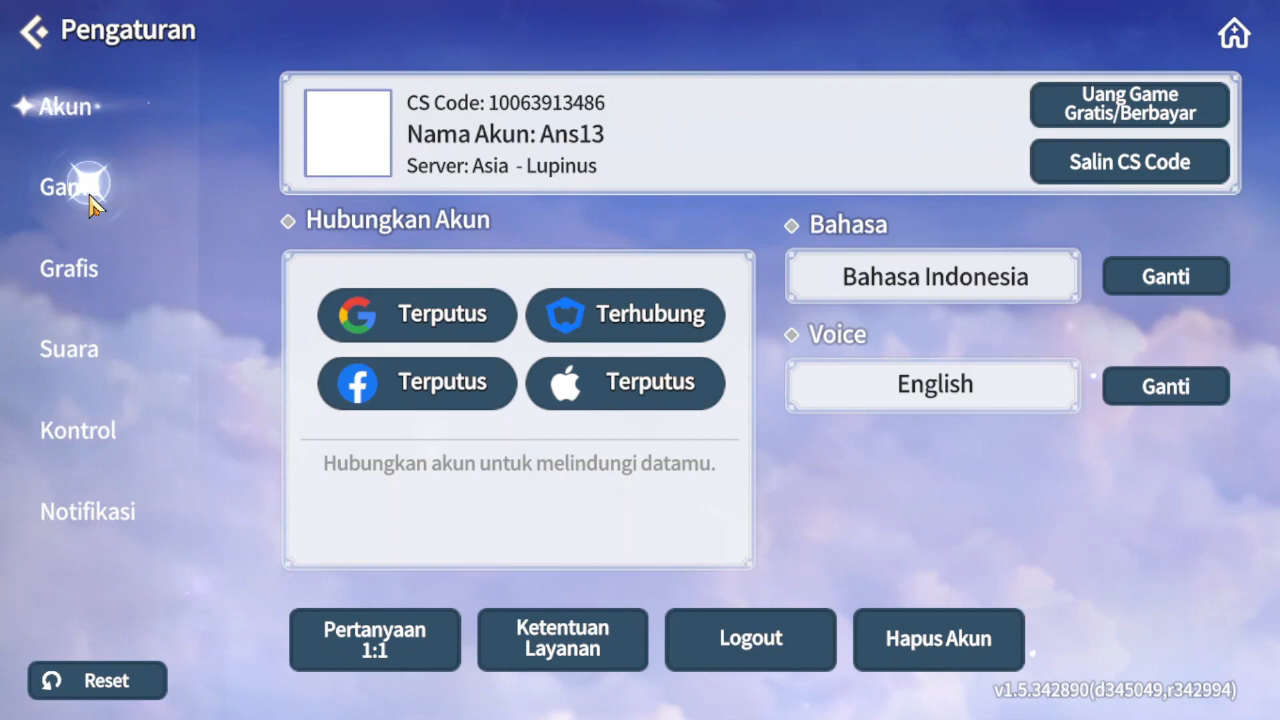 Pengaturan
Akun
CS Code: 10063913486
Nama Akun: Ans13
Server: Asia - Lupinus
Uang Game
Gratis/Berbayar
Salin CS Code
Grafis
Suara
Kontrol
Notifikasi
Reset
Hubungkan Akun
Terputus
Terhubung
Terputus
Terputus
Hubungkan akun untuk melindungi datamu.
Bahasa
Bahasa Indonesia
Ganti
Voice
English
Ganti
Pertanyaan
1:1
Ketentuan
Layanan
Logout
Hapus Akun
v1.5.342890(d345049,r342994)